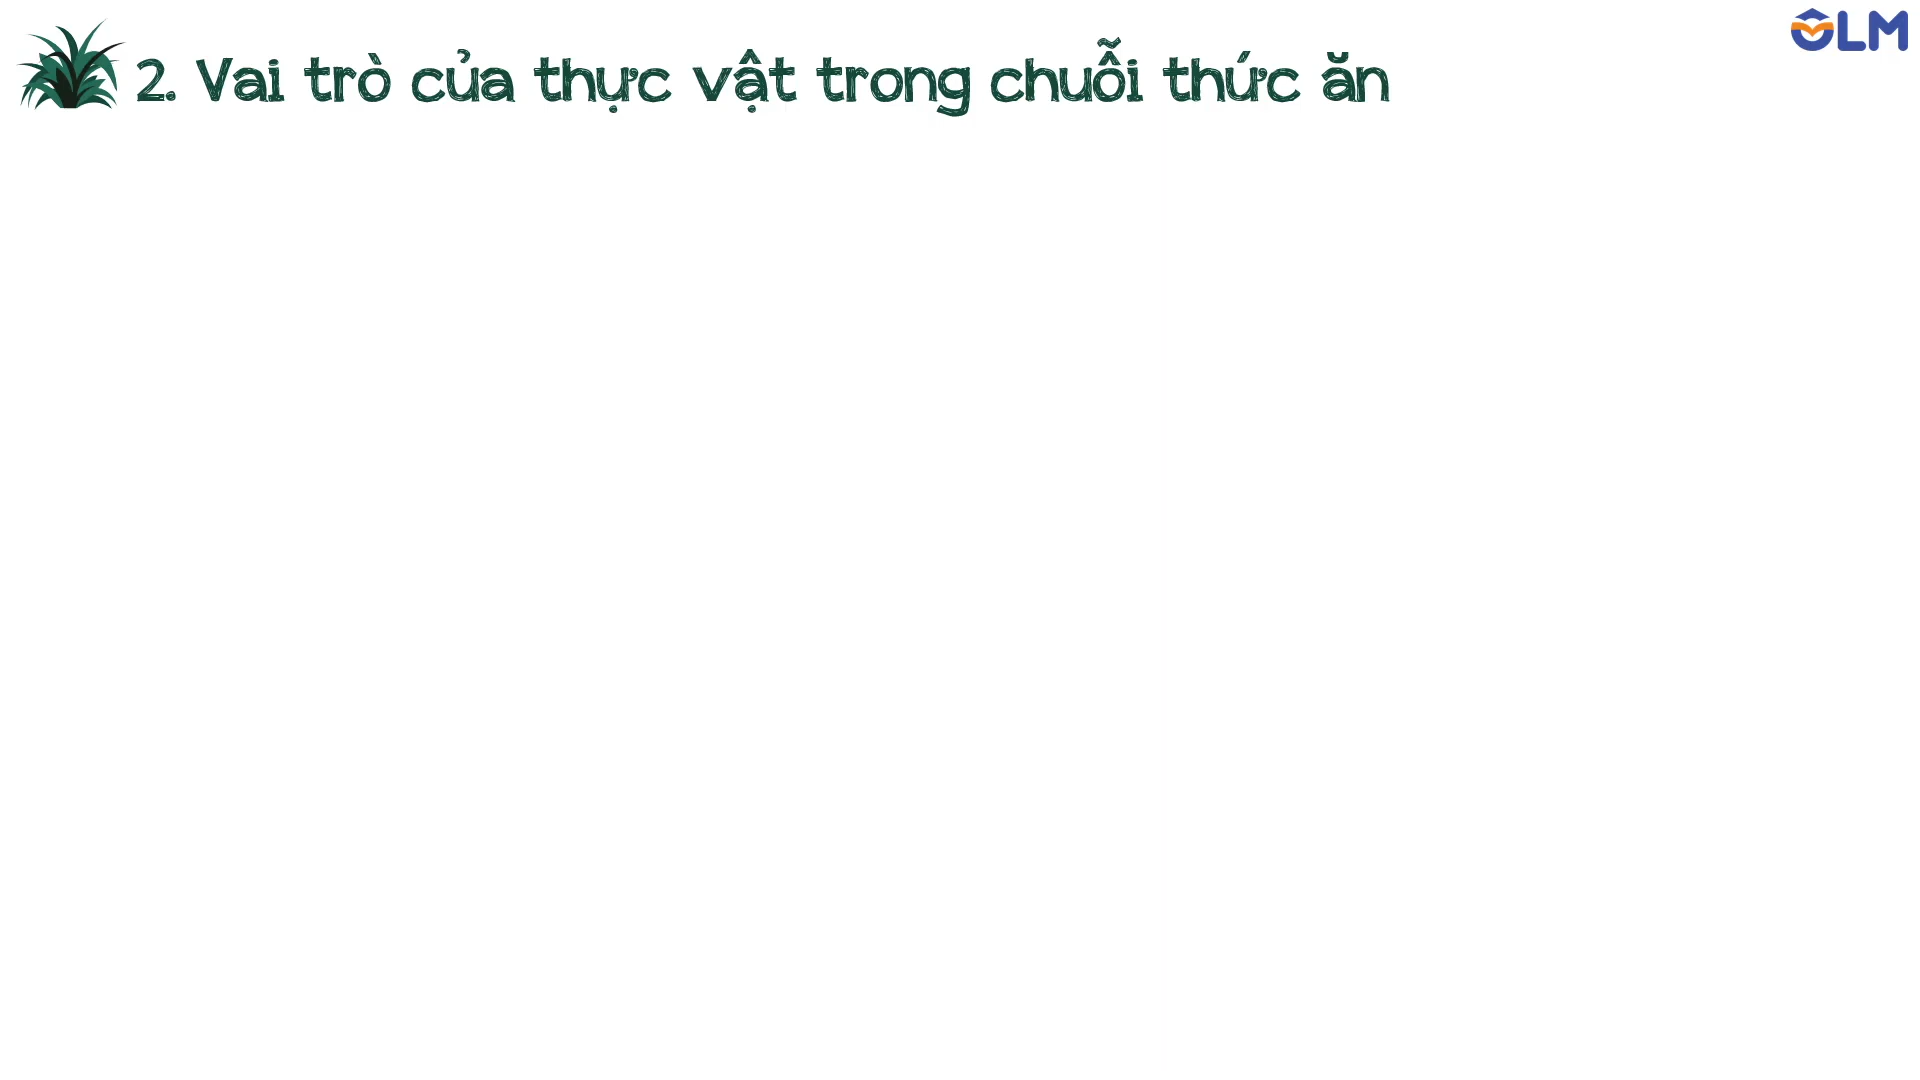 2. Vai trò của thực vật trong chuỗi thức ăn
OLM